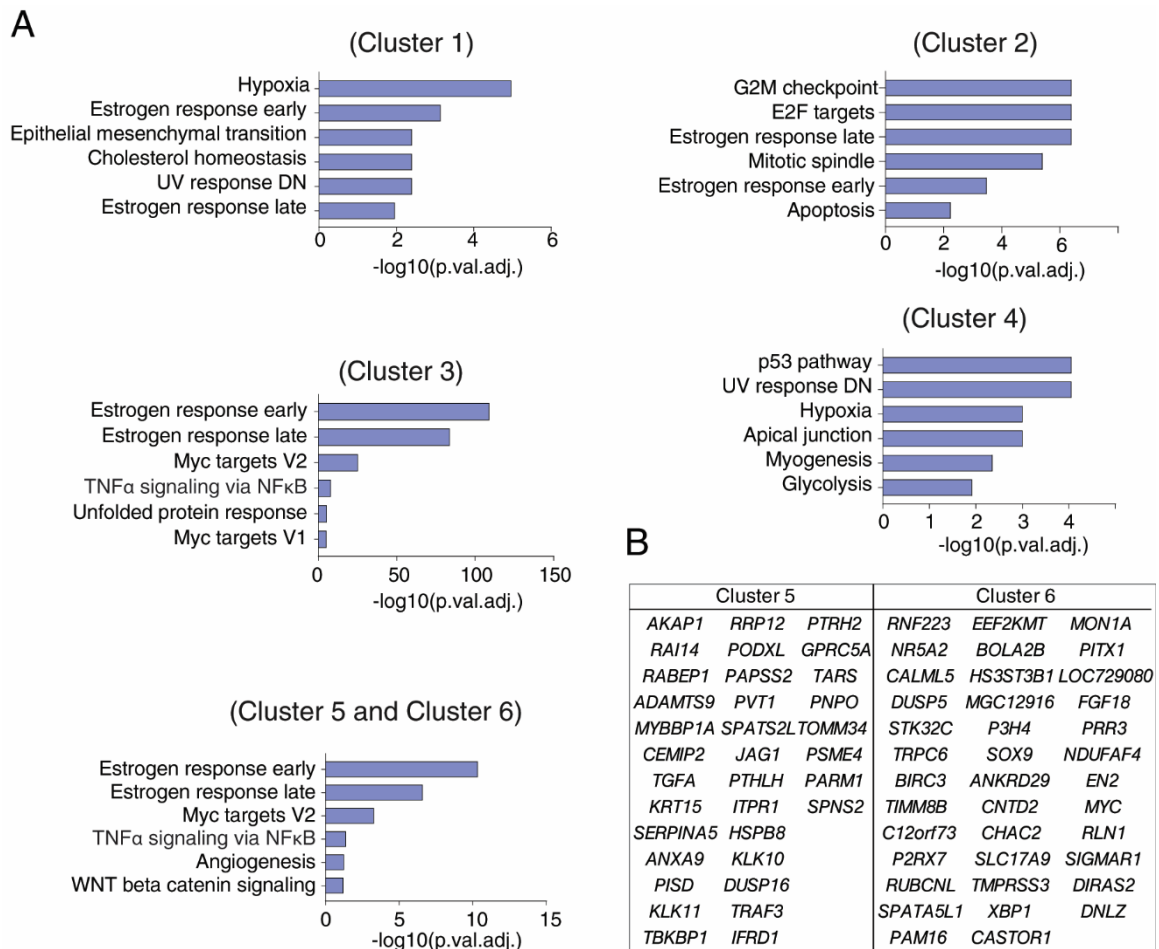 A
(Cluster 1)
Hypoxia
Estrogen response early
Epithelial mesenchymal transition
Cholesterol homeostasis
UV response DN
Estrogen response late
0 2 4 6
-log10(p.val.adj.)
(Cluster 2)
G2M checkpoint
E2F targets
Estrogen response late
Mitotic spindle
Estrogen response early
Apoptosis
0 2 4 6
-log10(p.val.adj.)
(Cluster 3)
Estrogen response early
Estrogen response late
Myc targets V2
TNFα signaling via NFκB
Unfolded protein response
Myc targets V1
0 50 100 150
-log10(p.val.adj.)
(Cluster 4)
p53 pathway
UV response DN
Hypoxia
Apical junction
Myogenesis
Glycolysis
0 1 2 3 4
-log10(p.val.adj.)
(Cluster 5 and Cluster 6)
Estrogen response early
Estrogen response late
Myc targets V2
TNFα signaling via NFκB
Angiogenesis
WNT beta catenin signaling
0 5 10 15
-log10(p.val.adj.)
B
Cluster 5 Cluster 6
AKAP1 RRP12 PTRH2 RNF223 EEF2KMT MON1A
RAI14 PODXL GPRC5A NR5A2 BOLA2B PITX1
RABEP1 PAPSS2 TARS CALML5 HS3ST3B1 LOC729080
ADAMTS9 PVT1 PNPO DUSP5 MGC12916 FGF18
MYBBP1A SPATS2L TOMM34 STK32C P3H4 PRR3
CEMIP2 JAG1 PSME4 TRPC6 SOX9 NDUFAF4
TGFA PTHLH PARM1 BIRC3 ANKRD29 EN2
KRT15 ITPR1 SPNS2 TIMM8B CNTD2 MYC
SERPINA5 HSPB8 C12orf73 CHAC2 RLN1
ANXA9 KLK10 P2RX7 SLC17A9 SIGMAR1
PISD DUSP16 RUBCNL TMPRSS3 DIRAS2
KLK11 TRAF3 SPATA5L1 XBP1 DNLZ
TBKBP1 IFRD1 PAM16 CASTOR1